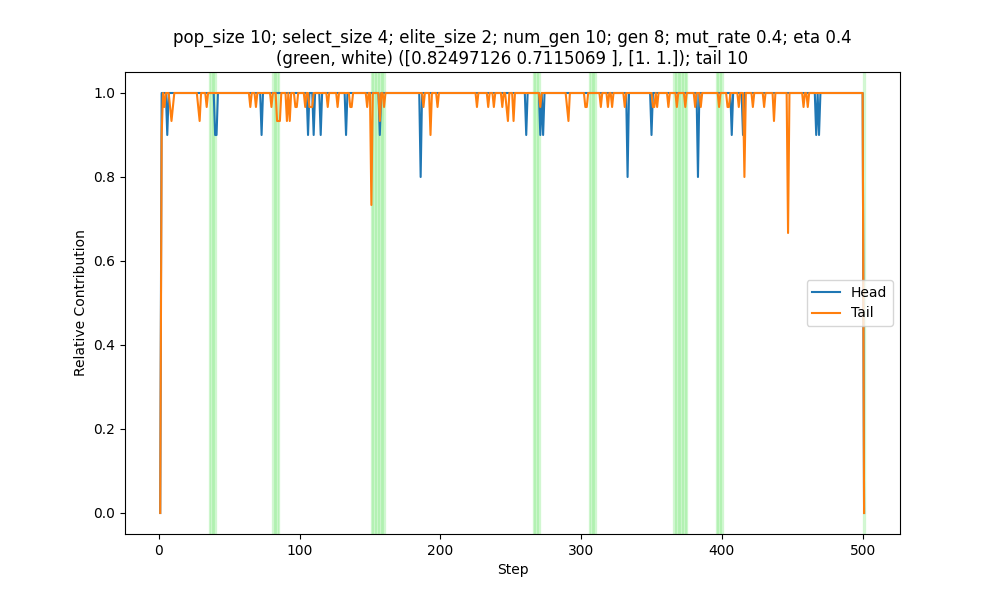 pop_size 10; select_size 4; elite_size 2; num_gen 10; gen 8; mut_rate 0.4; eta 0.4
(green, white) ([0.82497126 0.7115069 ], [1. 1.]); tail 10
Relative Contribution
1.0
0.8
0.6
0.4
0.2
0.0
Head
Tail
0
100
200
300
400
500
Step